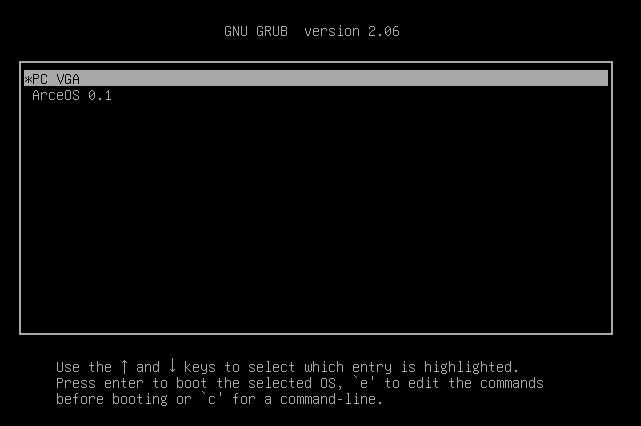 GNU GRUB  version 2.06
*PC VGA
ArceOS 0.1
Use the ↑ and ↓ keys to select which entry is highlighted.
Press enter to boot the selected OS, `e' to edit the commands
before booting or `c' for a command-line.